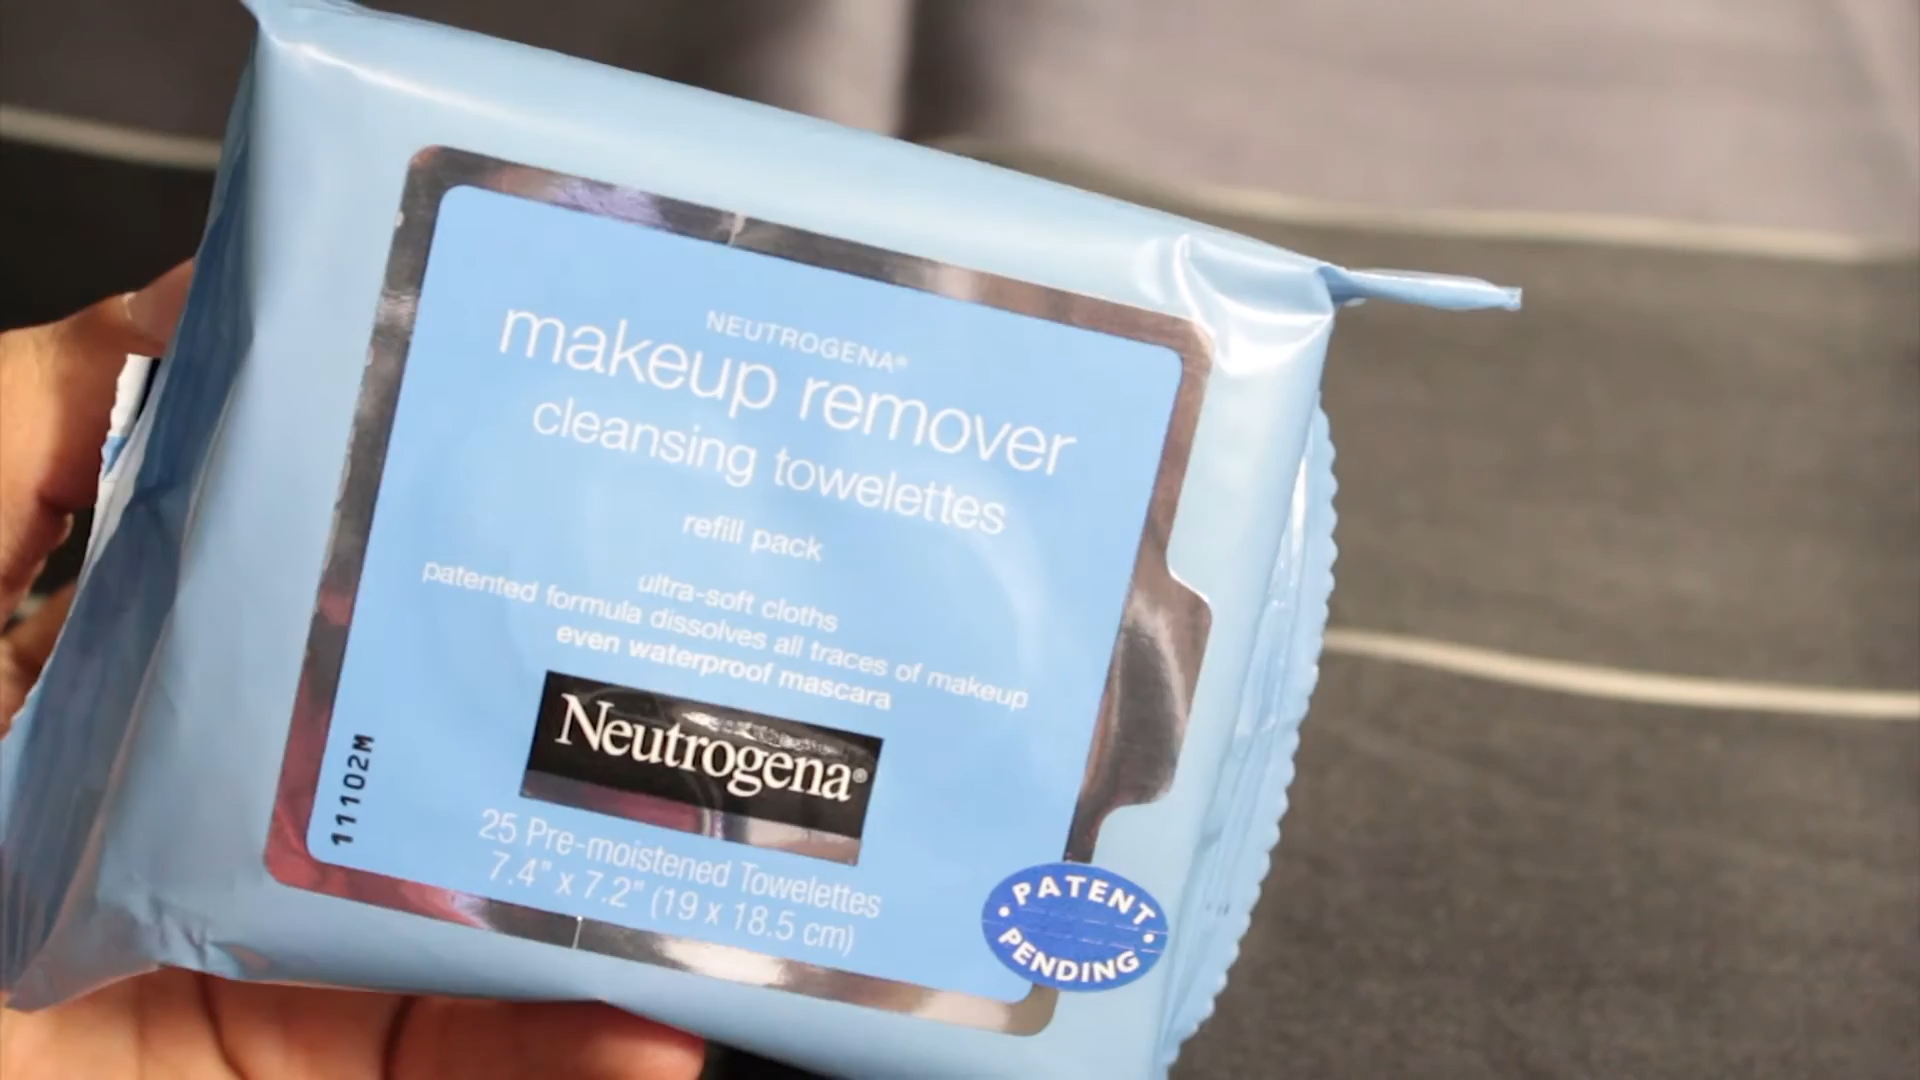 NEUTROGENA®
makeup remover
cleansing towelettes
refill pack
ultra-soft cloths
patented formula dissolves all traces of makeup
even waterproof mascara
Neutrogena®
25 Pre-moistened Towelettes
7.4" x 7.2" (19 x 18.5 cm)
11102M
PATENT
PENDING